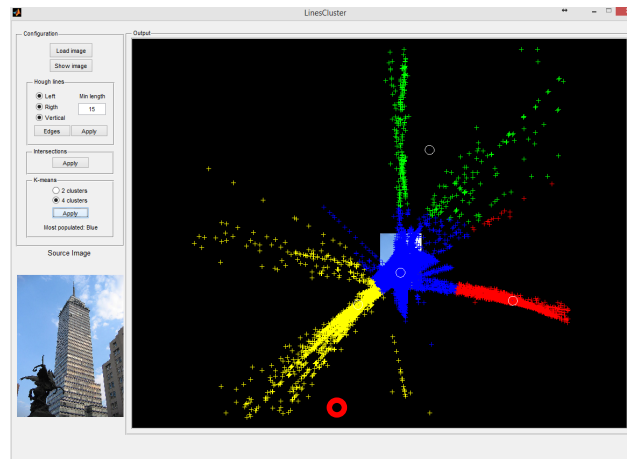 LinesCluster
Configuration
Load image
Show image
Hough lines
Left
Min length
Rigth
15
Vertical
Edges
Apply
Intersections
Apply
K-means
2 clusters
4 clusters
Apply
Most populated: Blue
Source Image
Output